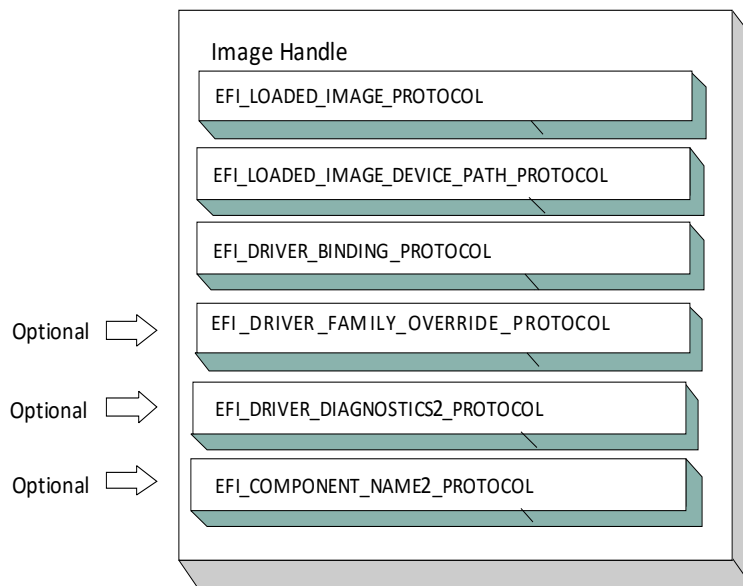 Image Handle
EFI_LOADED_IMAGE_PROTOCOL
EFI_LOADED_IMAGE_DEVICE_PATH_PROTOCOL
EFI_DRIVER_BINDING_PROTOCOL
Optional EFI_DRIVER_FAMILY_OVERRIDE_PROTOCOL
Optional EFI_DRIVER_DIAGNOSTICS2_PROTOCOL
Optional EFI_COMPONENT_NAME2_PROTOCOL